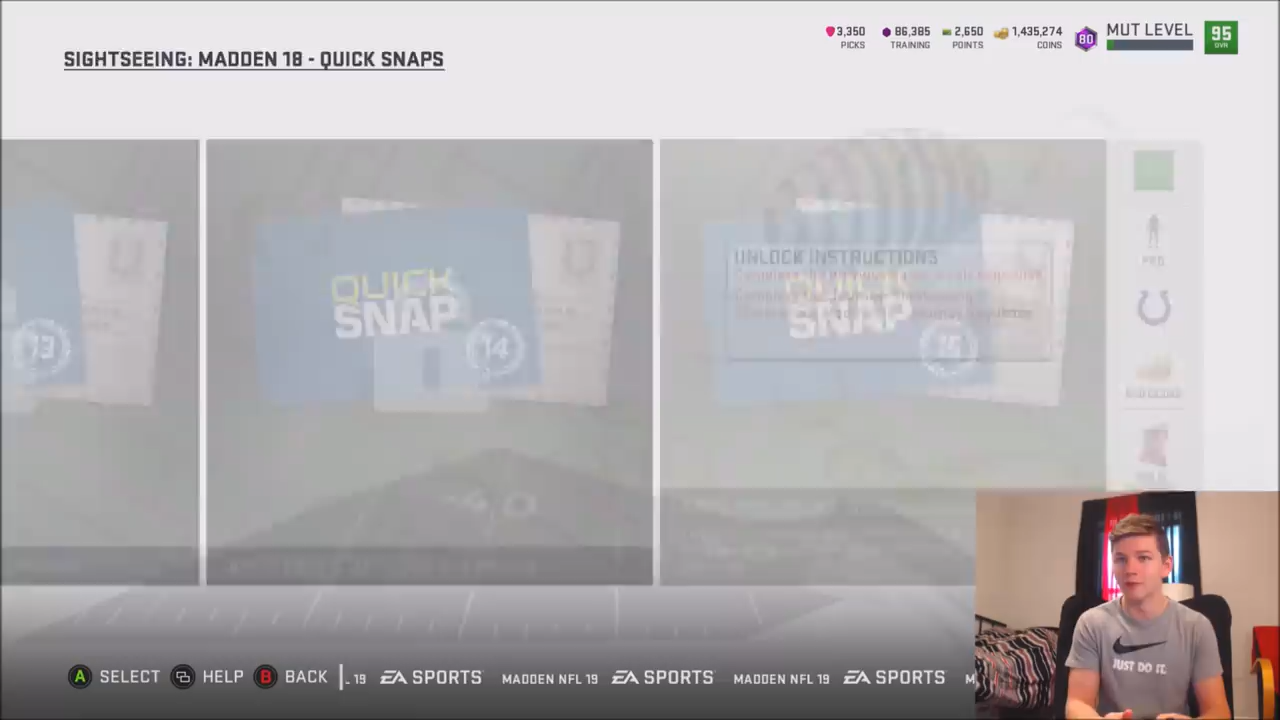 SIGHTSEEING: MADDEN 18 - QUICK SNAPS
3,350
PICKS
86,385
TRAINING
2,650
POINTS
1,435,274
COINS
80
MUT LEVEL
95
OVR
13
QUICK
SNAP
14
UNLOCK INSTRUCTIONS
QUICK
SNAP
15
PRO
JUST DO IT.
A SELECT HELP B BACK
19 EA SPORTS MADDEN NFL 19 EA SPORTS MADDEN NFL 19 EA SPORTS